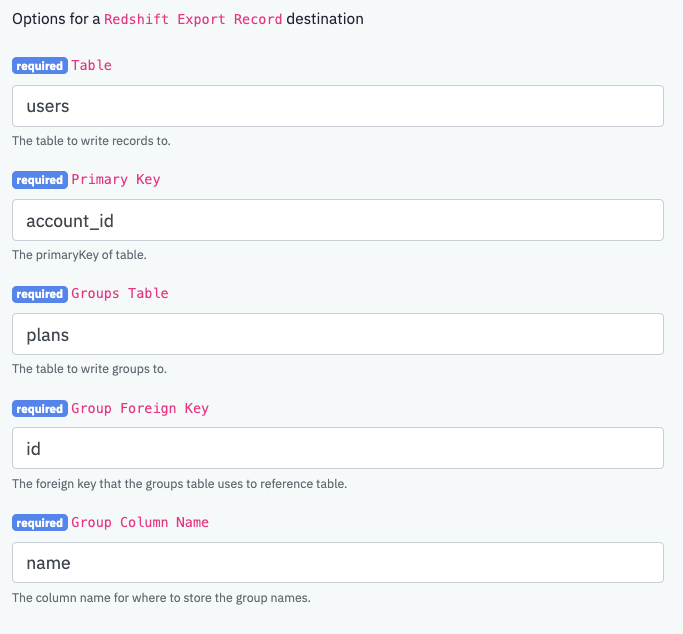 Options for a Redshift Export Record destination
required Table
users
The table to write records to.
required Primary Key
account_id
The primaryKey of table.
required Groups Table
plans
The table to write groups to.
required Group Foreign Key
id
The foreign key that the groups table uses to reference table.
required Group Column Name
name
The column name for where to store the group names.